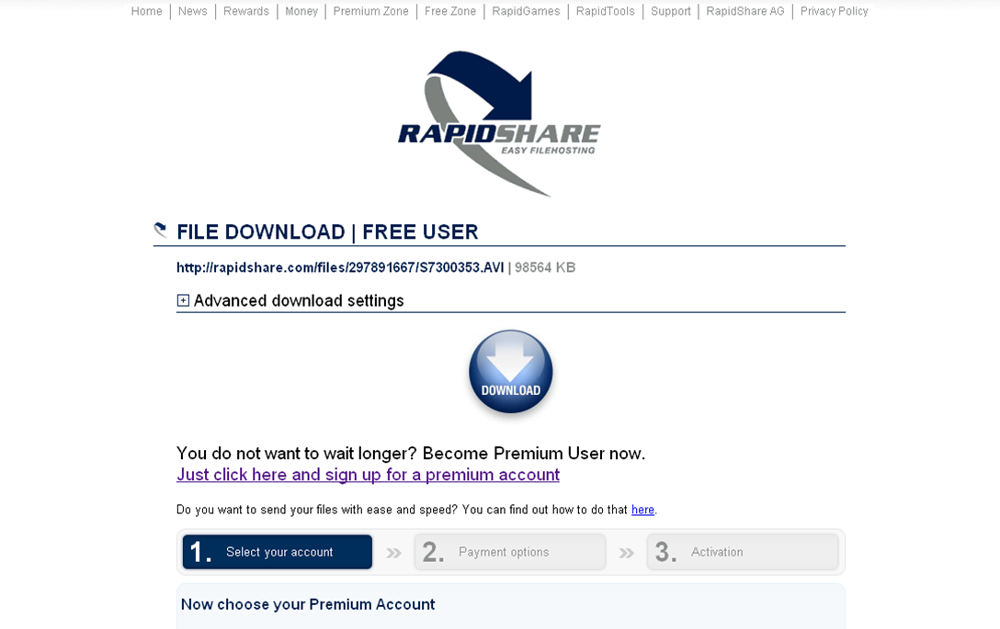 Home | News | Rewards | Money | Premium Zone | Free Zone | RapidGames | RapidTools | Support | RapidShare AG | Privacy Policy
RAPIDSHARE
EASY FILEHOSTING
FILE DOWNLOAD | FREE USER
http://rapidshare.com/files/297891667/S7300353.AVI | 98564 KB
Advanced download settings
DOWNLOAD
You do not want to wait longer? Become Premium User now.
Just click here and sign up for a premium account
Do you want to send your files with ease and speed? You can find out how to do that here.
1. Select your account » 2. Payment options » 3. Activation
Now choose your Premium Account